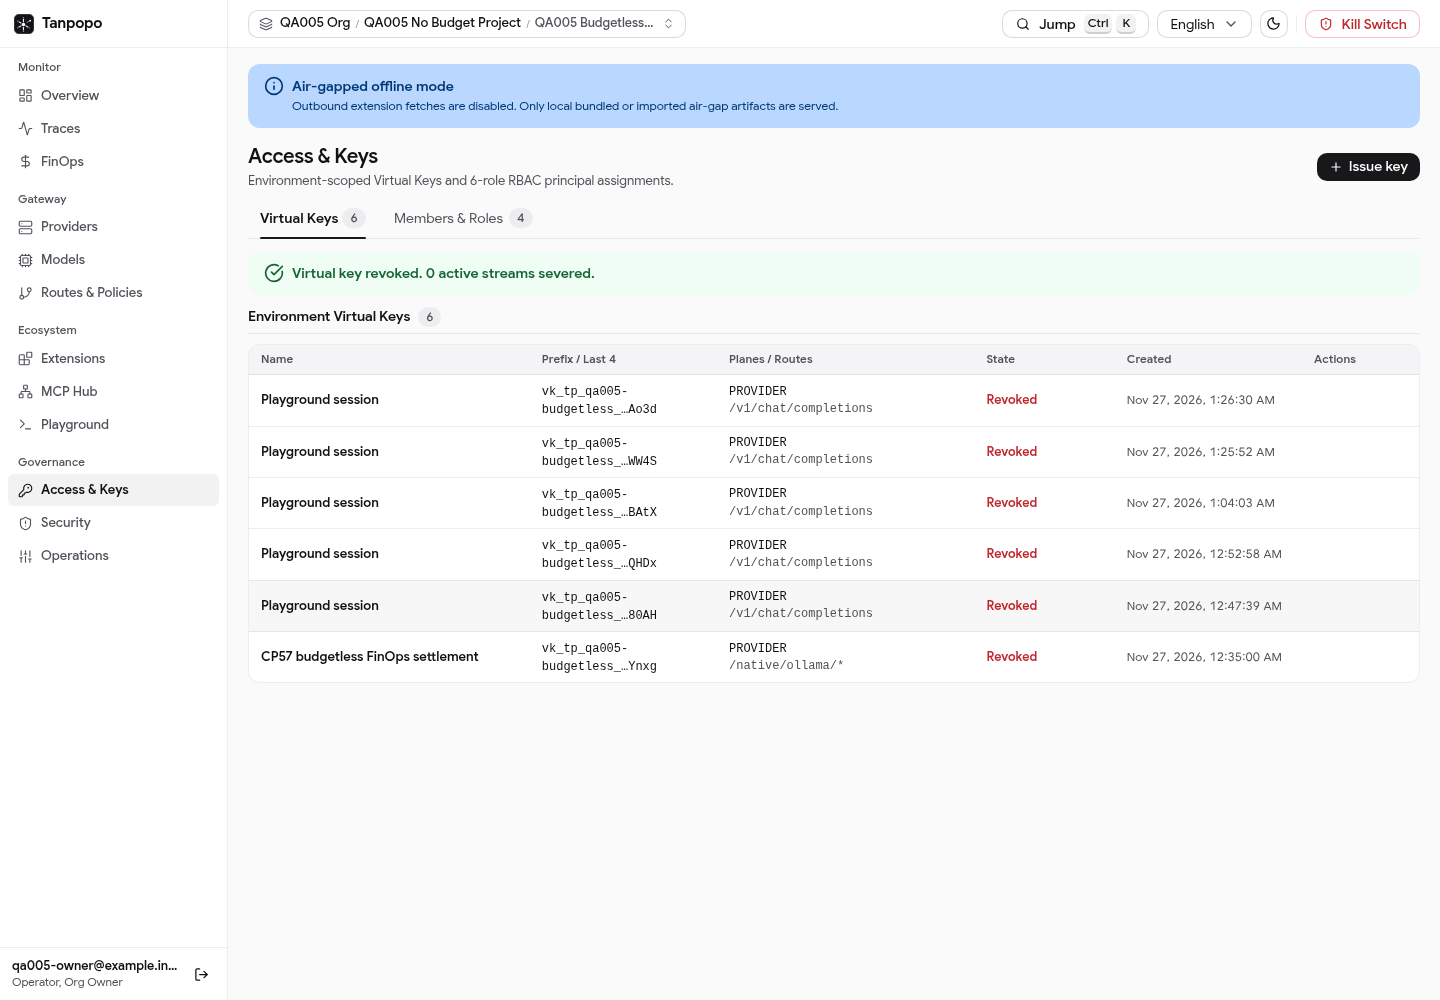 Tanpopo
QA005 Org / QA005 No Budget Project / QA005 Budgetless...
Jump Ctrl K
English
Kill Switch
Monitor
Overview
Traces
FinOps
Gateway
Providers
Models
Routes & Policies
Ecosystem
Extensions
MCP Hub
Playground
Governance
Access & Keys
Security
Operations
qa005-owner@example.in...
Operator, Org Owner
Air-gapped offline mode
Outbound extension fetches are disabled. Only local bundled or imported air-gap artifacts are served.
Access & Keys
Environment-scoped Virtual Keys and 6-role RBAC principal assignments.
Issue key
Virtual Keys 6 Members & Roles 4
Virtual key revoked. 0 active streams severed.
Environment Virtual Keys 6
Name Prefix / Last 4 Planes / Routes State Created Actions
Playground session vk_tp_qa005-budgetless_…Ao3d PROVIDER /v1/chat/completions Revoked Nov 27, 2026, 1:26:30 AM
Playground session vk_tp_qa005-budgetless_…WW4S PROVIDER /v1/chat/completions Revoked Nov 27, 2026, 1:25:52 AM
Playground session vk_tp_qa005-budgetless_…BAtX PROVIDER /v1/chat/completions Revoked Nov 27, 2026, 1:04:03 AM
Playground session vk_tp_qa005-budgetless_…QHDx PROVIDER /v1/chat/completions Revoked Nov 27, 2026, 12:52:58 AM
Playground session vk_tp_qa005-budgetless_…80AH PROVIDER /v1/chat/completions Revoked Nov 27, 2026, 12:47:39 AM
CP57 budgetless FinOps settlement vk_tp_qa005-budgetless_…Ynxg PROVIDER /native/ollama/* Revoked Nov 27, 2026, 12:35:00 AM